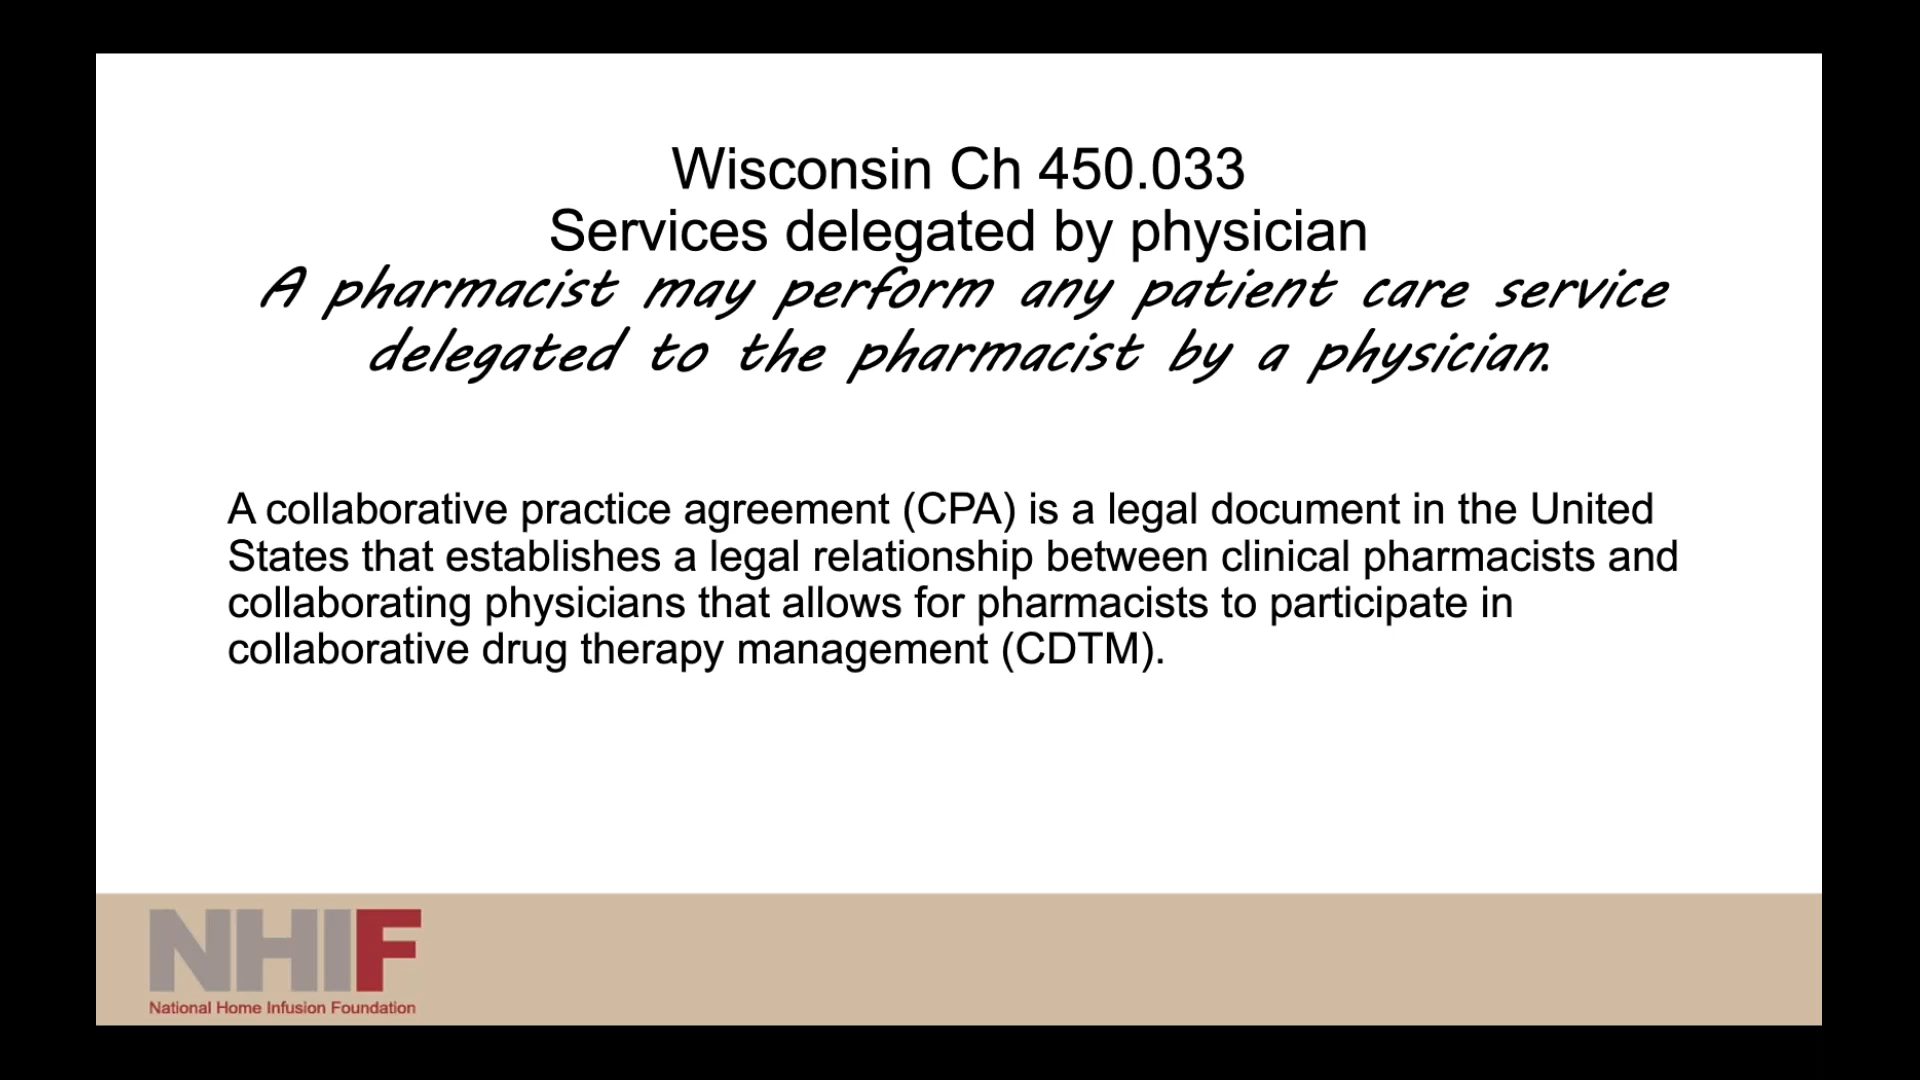 Wisconsin Ch 450.033
Services delegated by physician
A pharmacist may perform any patient care service
delegated to the pharmacist by a physician.
A collaborative practice agreement (CPA) is a legal document in the United
States that establishes a legal relationship between clinical pharmacists and
collaborating physicians that allows for pharmacists to participate in
collaborative drug therapy management (CDTM).
NHIF
National Home Infusion Foundation